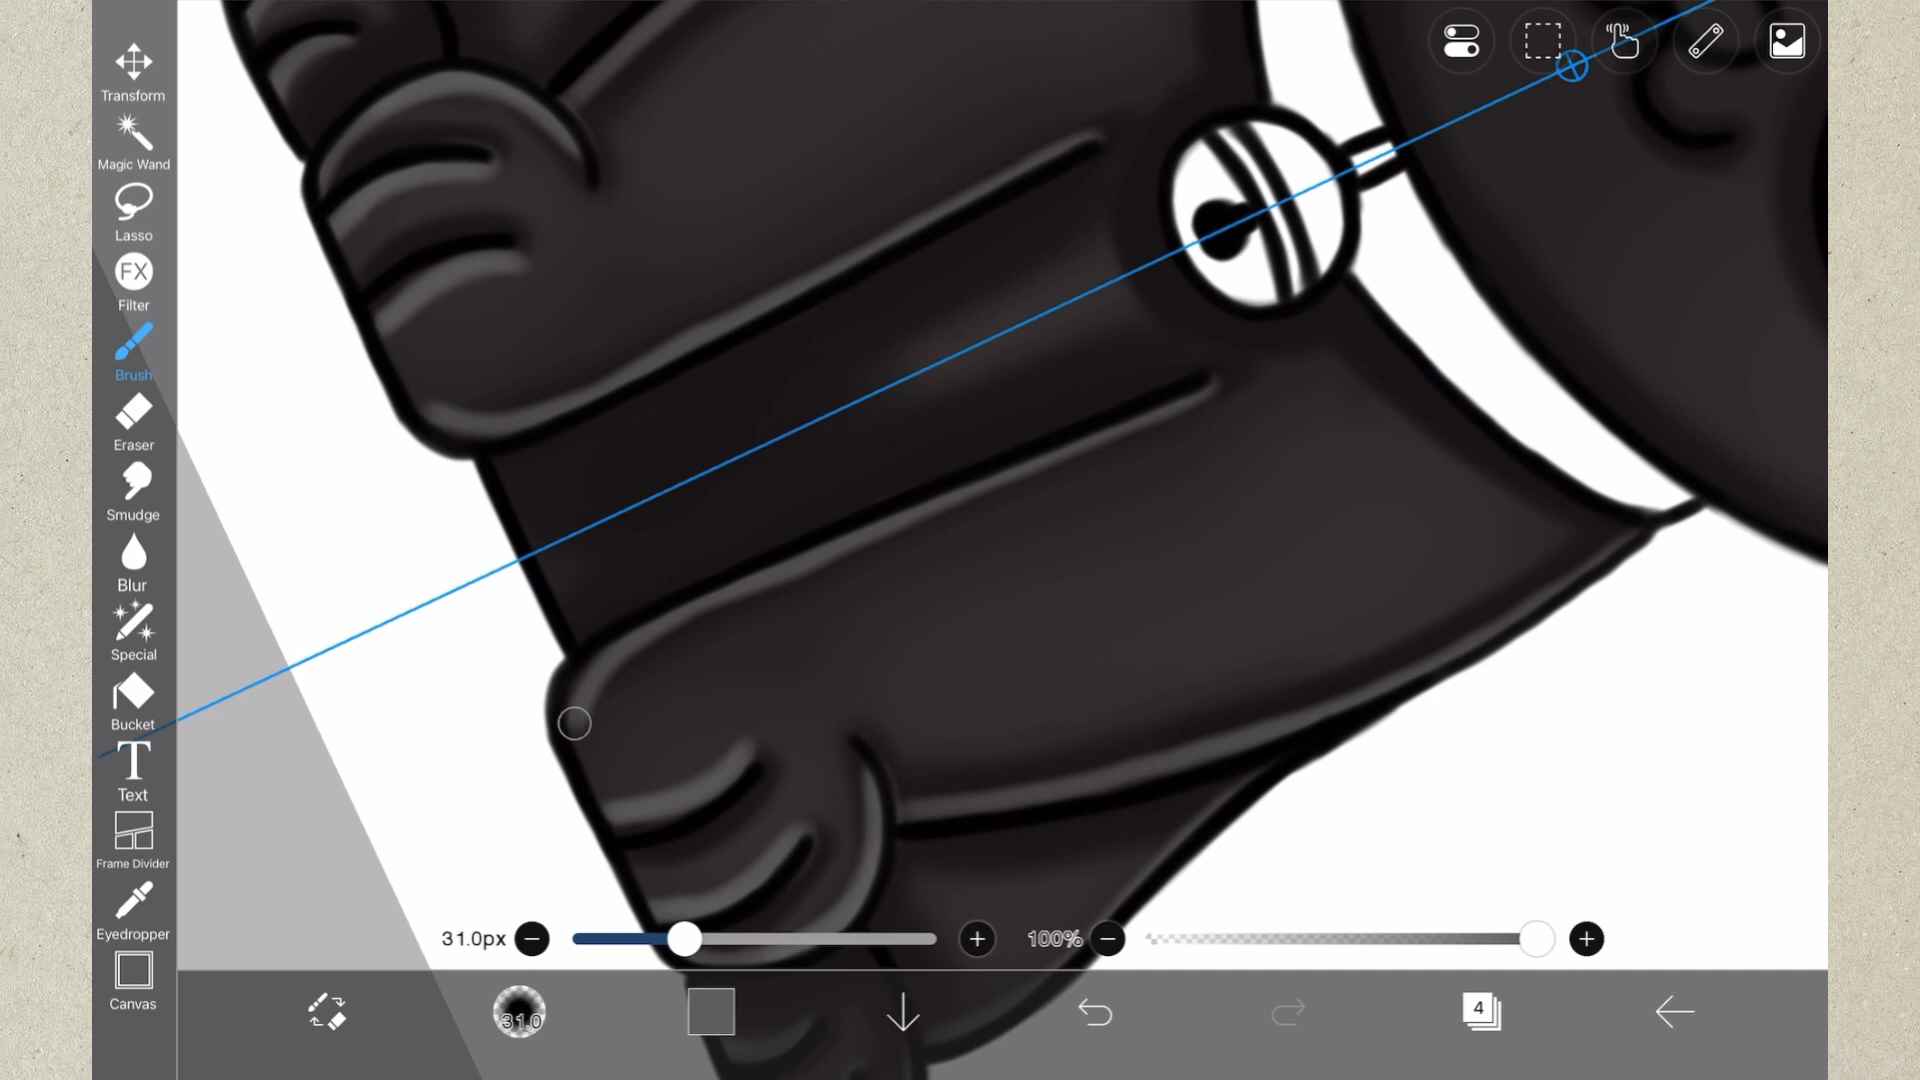 Transform
Magic Wand
Lasso
FX
Filter
Brush
Eraser
Smudge
Blur
Special
Bucket
T
Text
Frame Divider
Eyedropper
Canvas
31.0px
100%
31.0
4